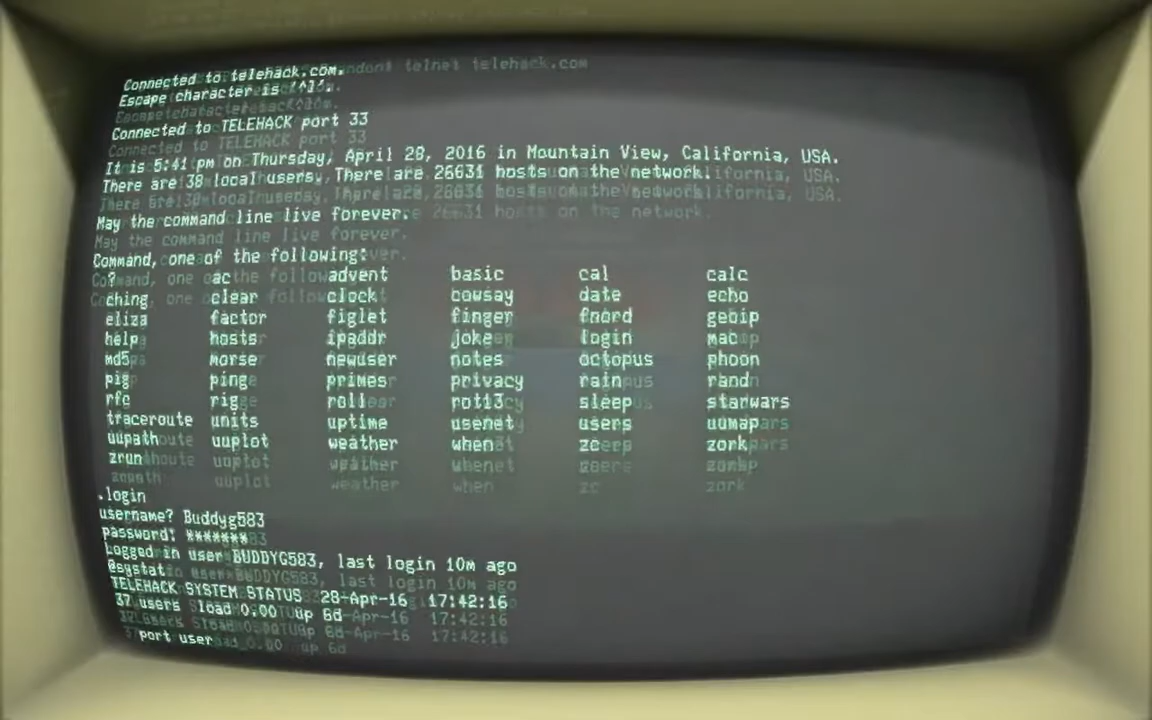 telnet telehack.com
Connected to telehack.com.
Escape character is '^]'.
Connected to TELEHACK port 33
It is 5:41 pm on Thursday, April 28, 2016 in Mountain View, California, USA.
There are 38 local users. There are 26631 hosts on the network.
May the command line live forever.
Command, one of the following:
? ac advent basic cal calc
ching clear clock cowsay date echo
eliza factor figlet finger fnord geoip
help hosts ipaddr joke login mac
md5 morse newuser notes octopus phoon
pig ping primes privacy rain rand
rfc rig roll rot13 sleep starwars
traceroute units uptime usenet users uumap
uupath uuplot weather when zc zork
zrun
.login
username? Buddyg583
password: *******
Logged in user BUDDYG583, last login 10m ago
@systat
TELEHACK SYSTEM STATUS 28-Apr-16 17:42:16
37 users load 0.00 up 6d
port user